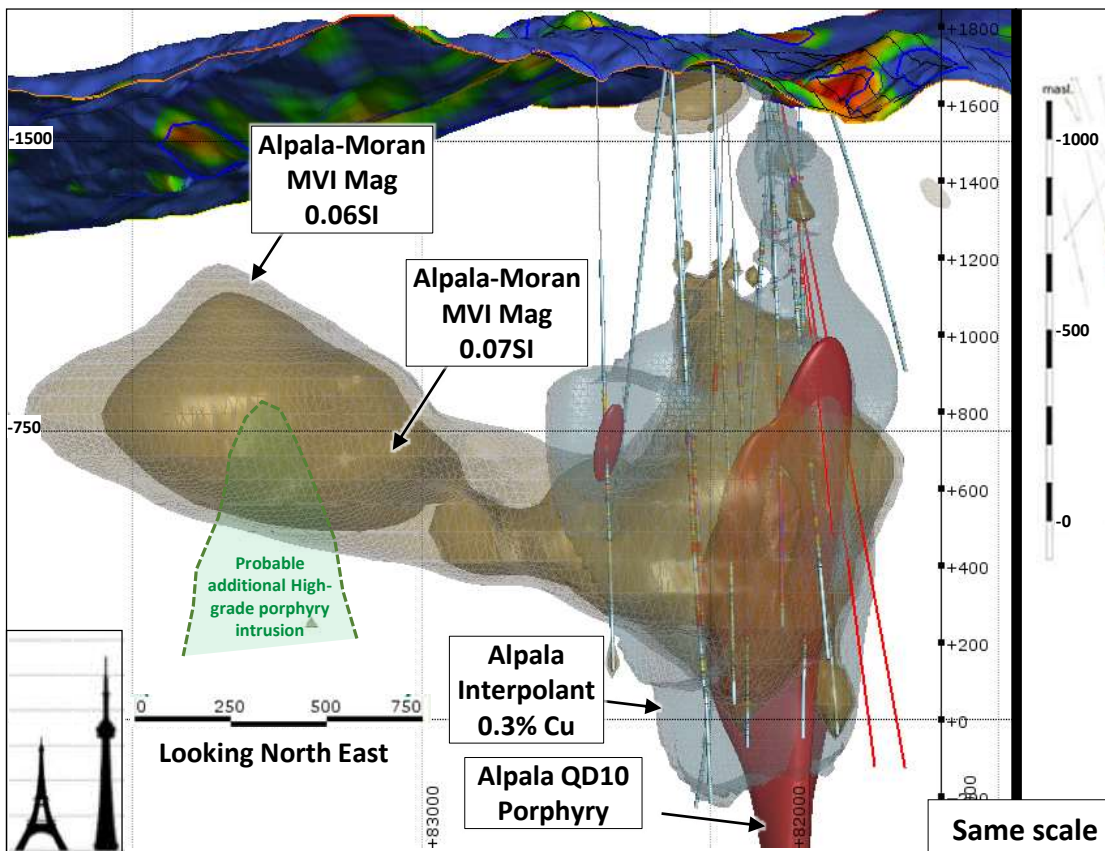 +1800
masl.
+1600
-1500
-1000
Alpala-Moran
MVI Mag
0.06SI
+1400
+1200
Alpala-Moran
MVI Mag
0.07SI
+1000
-500
-750
+800
+600
-0
Probable
additional High-
grade porphyry
intrusion
+400
+200
Alpala
Interpolant
0.3% Cu
0
250
500
750
Looking North East
+0
Alpala QD10
Porphyry
+83000
+82000
Same scale